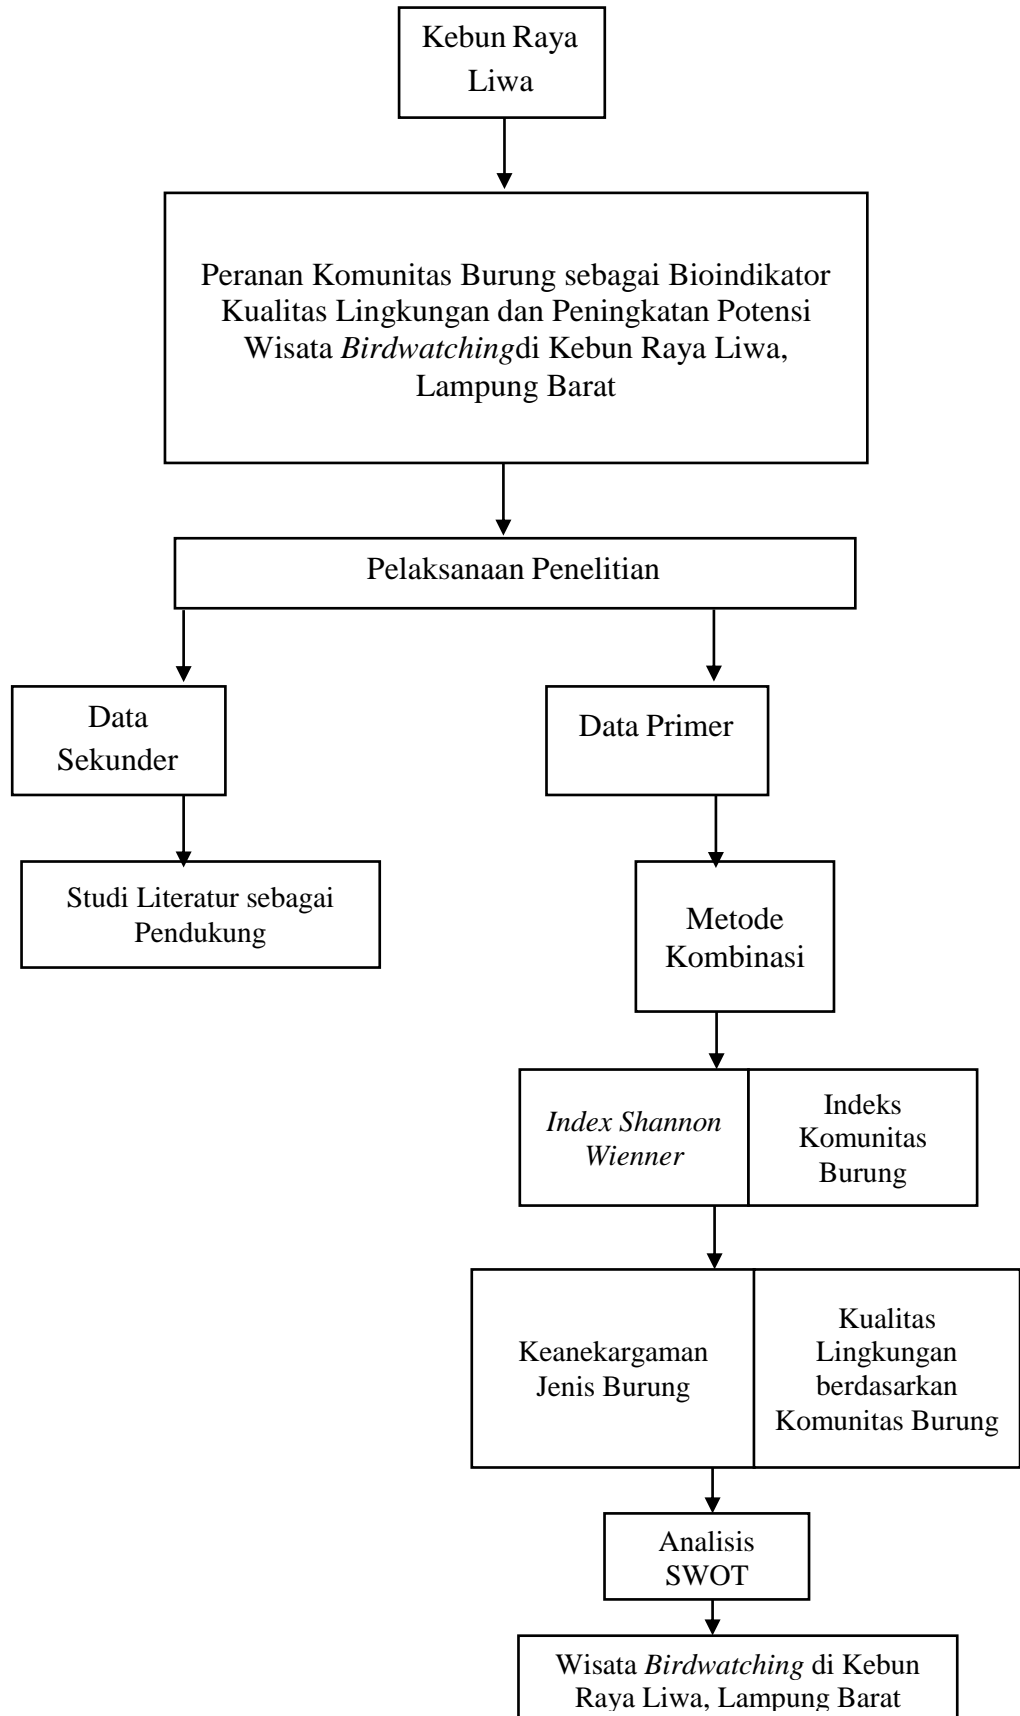 Kebun Raya
Liwa
Peranan Komunitas Burung sebagai Bioindikator
Kualitas Lingkungan dan Peningkatan Potensi
Wisata Birdwatchingdi Kebun Raya Liwa,
Lampung Barat
Pelaksanaan Penelitian
Data
Sekunder
Data Primer
Studi Literatur sebagai
Pendukung
Metode
Kombinasi
Index Shannon
Wienner
Indeks
Komunitas
Burung
Keanekargaman
Jenis Burung
Kualitas
Lingkungan
berdasarkan
Komunitas Burung
Analisis
SWOT
Wisata Birdwatching di Kebun
Raya Liwa, Lampung Barat